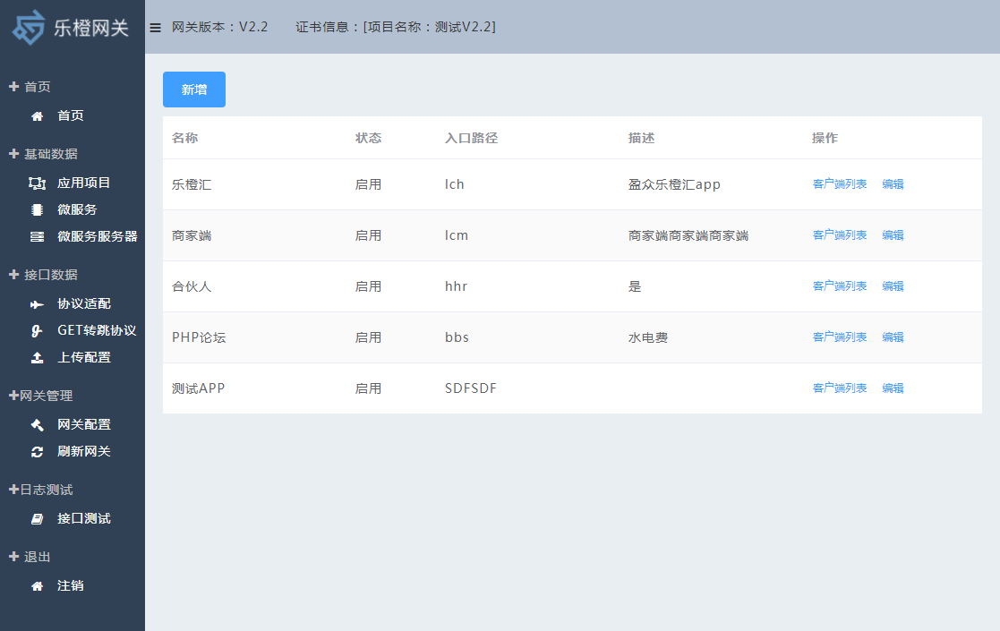 乐橙网关
网关版本：V2.2 证书信息：[项目名称：测试V2.2]
首页
首页
基础数据
应用项目
微服务
微服务服务器
接口数据
协议适配
GET转跳协议
上传配置
网关管理
网关配置
刷新网关
日志测试
接口测试
退出
注销
新增
名称 状态 入口路径 描述 操作
乐橙汇 启用 lch 盈众乐橙汇app 客户端列表 编辑
商家端 启用 lcm 商家端商家端商家端 客户端列表 编辑
合伙人 启用 hhr 是 客户端列表 编辑
PHP论坛 启用 bbs 水电费 客户端列表 编辑
测试APP 启用 SDFSDF 客户端列表 编辑